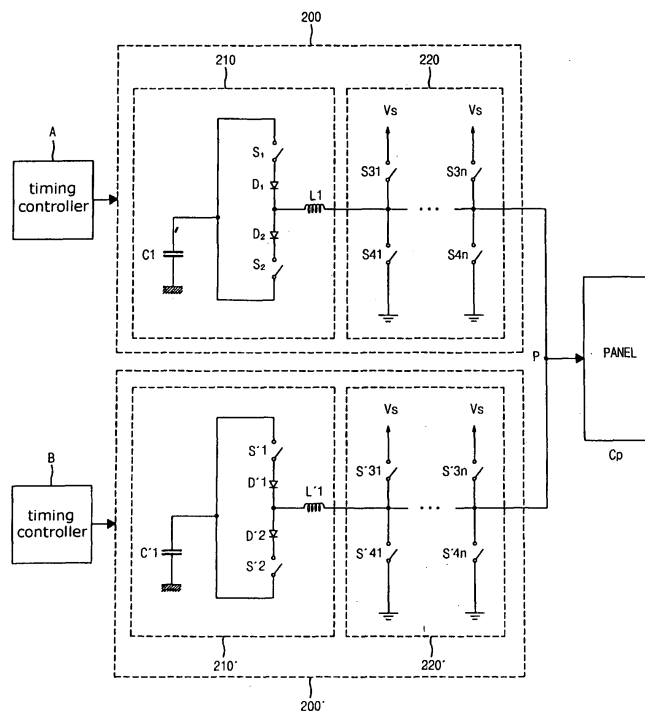 200
210
220
A
timing
controller
S1
D1
D2
S2
L1
C1
Vs
Vs
S31
S3n
...
S41
S4n
P
PANEL
Cp
B
timing
controller
S'1
D'1
D'2
S'2
L'1
C'1
Vs
Vs
S'31
S'3n
...
S'41
S'4n
210'
220'
200'